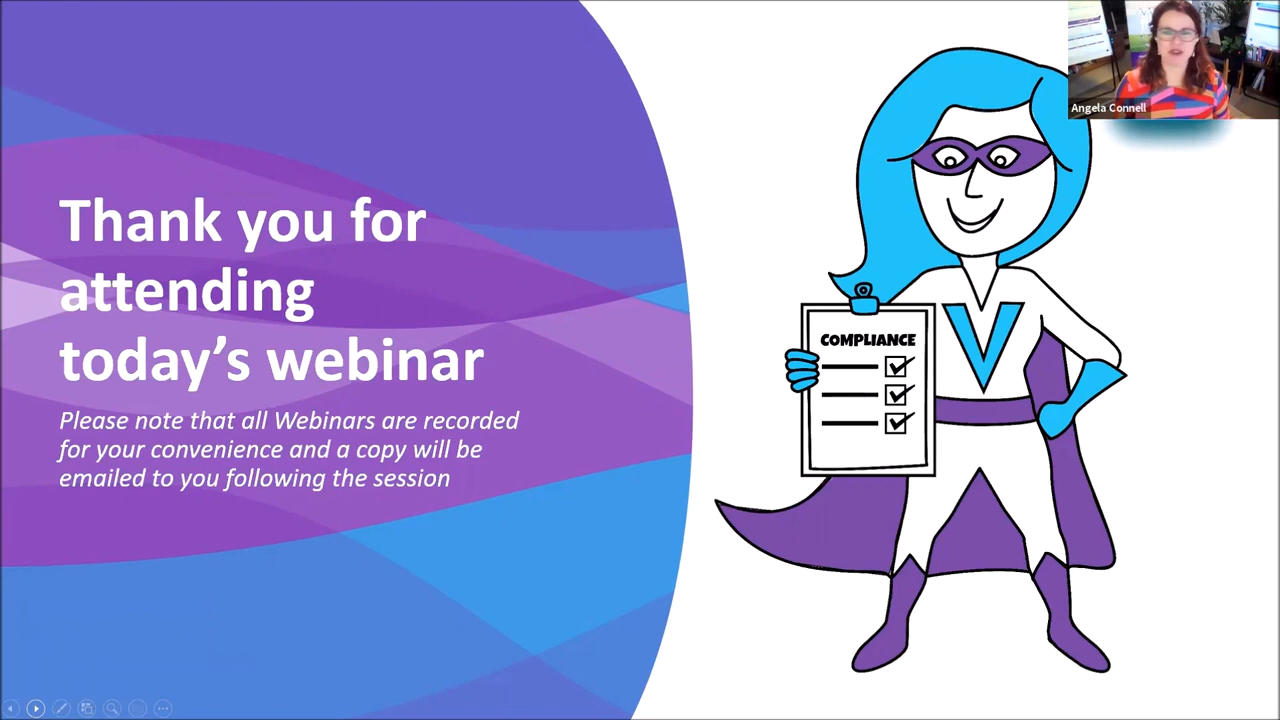 Thank you for
attending
today's webinar
Please note that all Webinars are recorded
for your convenience and a copy will be
emailed to you following the session
COMPLIANCE
V
Angela Connell